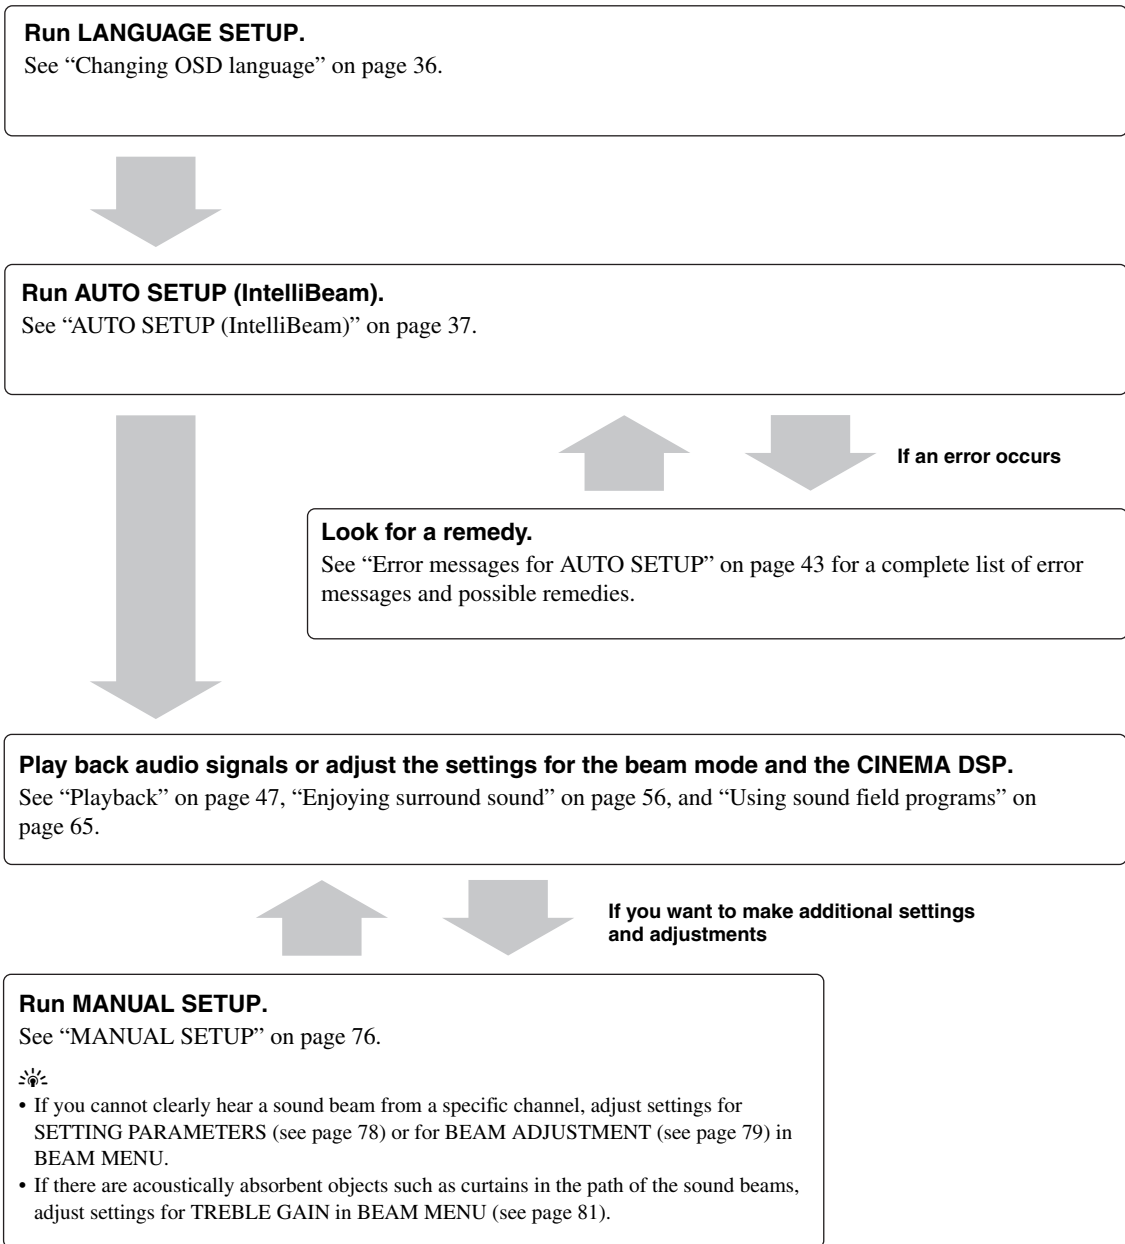 Run LANGUAGE SETUP.
See “Changing OSD language” on page 36.
Run AUTO SETUP (IntelliBeam).
See “AUTO SETUP (IntelliBeam)” on page 37.
If an error occurs
Look for a remedy.
See “Error messages for AUTO SETUP” on page 43 for a complete list of error
messages and possible remedies.
Play back audio signals or adjust the settings for the beam mode and the CINEMA DSP.
See “Playback” on page 47, “Enjoying surround sound” on page 56, and “Using sound field programs” on
page 65.
If you want to make additional settings
and adjustments
Run MANUAL SETUP.
See “MANUAL SETUP” on page 76.
• If you cannot clearly hear a sound beam from a specific channel, adjust settings for
SETTING PARAMETERS (see page 78) or for BEAM ADJUSTMENT (see page 79) in
BEAM MENU.
• If there are acoustically absorbent objects such as curtains in the path of the sound beams,
adjust settings for TREBLE GAIN in BEAM MENU (see page 81).